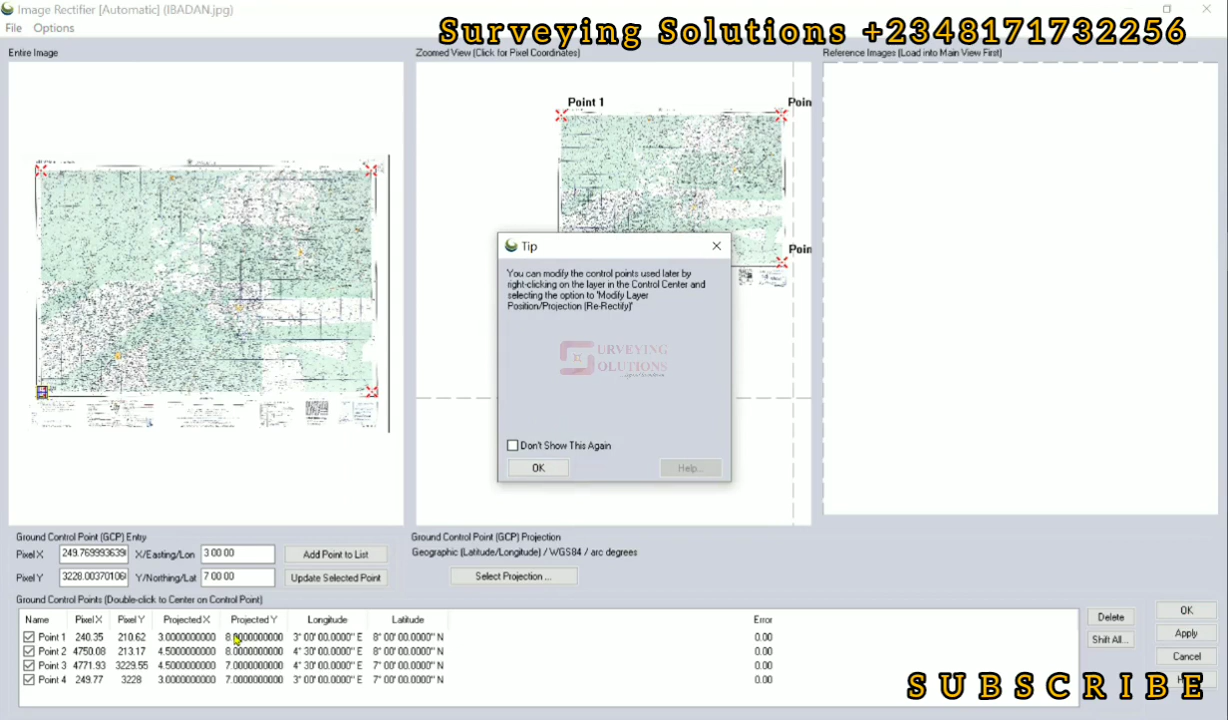 Image Rectifier [Automatic] (IBADAN.jpg)
File Options
Surveying Solutions +2348171732256
Entire Image
Zoomed View (Click for Pixel Coordinates)
Reference Images (Load into Main View First)
Point 1
Poin
Poin
Tip
You can modify the control points used later by
right-clicking on the layer in the Control Center and
selecting the option to 'Modify Layer
Position/Projection (Re-Rectify)'
SURVEYING
SOLUTIONS
Don't Show This Again
OK
Help...
Ground Control Point (GCP) Entry
Pixel X 249.769993639 X/Easting/Lon 3 00 00 Add Point to List
Pixel Y 3228.00370106 Y/Northing/Lat 7 00 00 Update Selected Point
Ground Control Point (GCP) Projection
Geographic (Latitude/Longitude) / WGS84 / arc degrees
Select Projection ...
Ground Control Points (Double-click to Center on Control Point)
Name Pixel X Pixel Y Projected X Projected Y Longitude Latitude Error
Point 1 240.35 210.62 3.0000000000 8.0000000000 3° 00' 00.0000" E 8° 00' 00.0000" N 0.00
Point 2 4750.08 213.17 4.5000000000 8.0000000000 4° 30' 00.0000" E 8° 00' 00.0000" N 0.00
Point 3 4771.93 3229.55 4.5000000000 7.0000000000 4° 30' 00.0000" E 7° 00' 00.0000" N 0.00
Point 4 249.77 3228 3.0000000000 7.0000000000 3° 00' 00.0000" E 7° 00' 00.0000" N 0.00
Delete
Shift All...
OK
Apply
Cancel
SUBSCRIBE